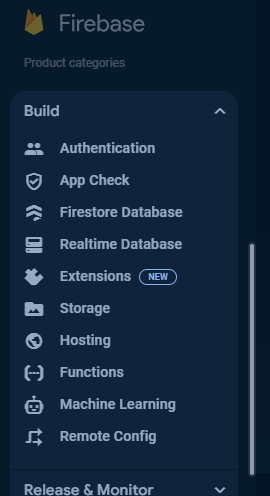 Firebase
Product categories
Build
Authentication
App Check
Firestore Database
Realtime Database
Extensions NEW
Storage
Hosting
Functions
Machine Learning
Remote Config
Release & Monitor